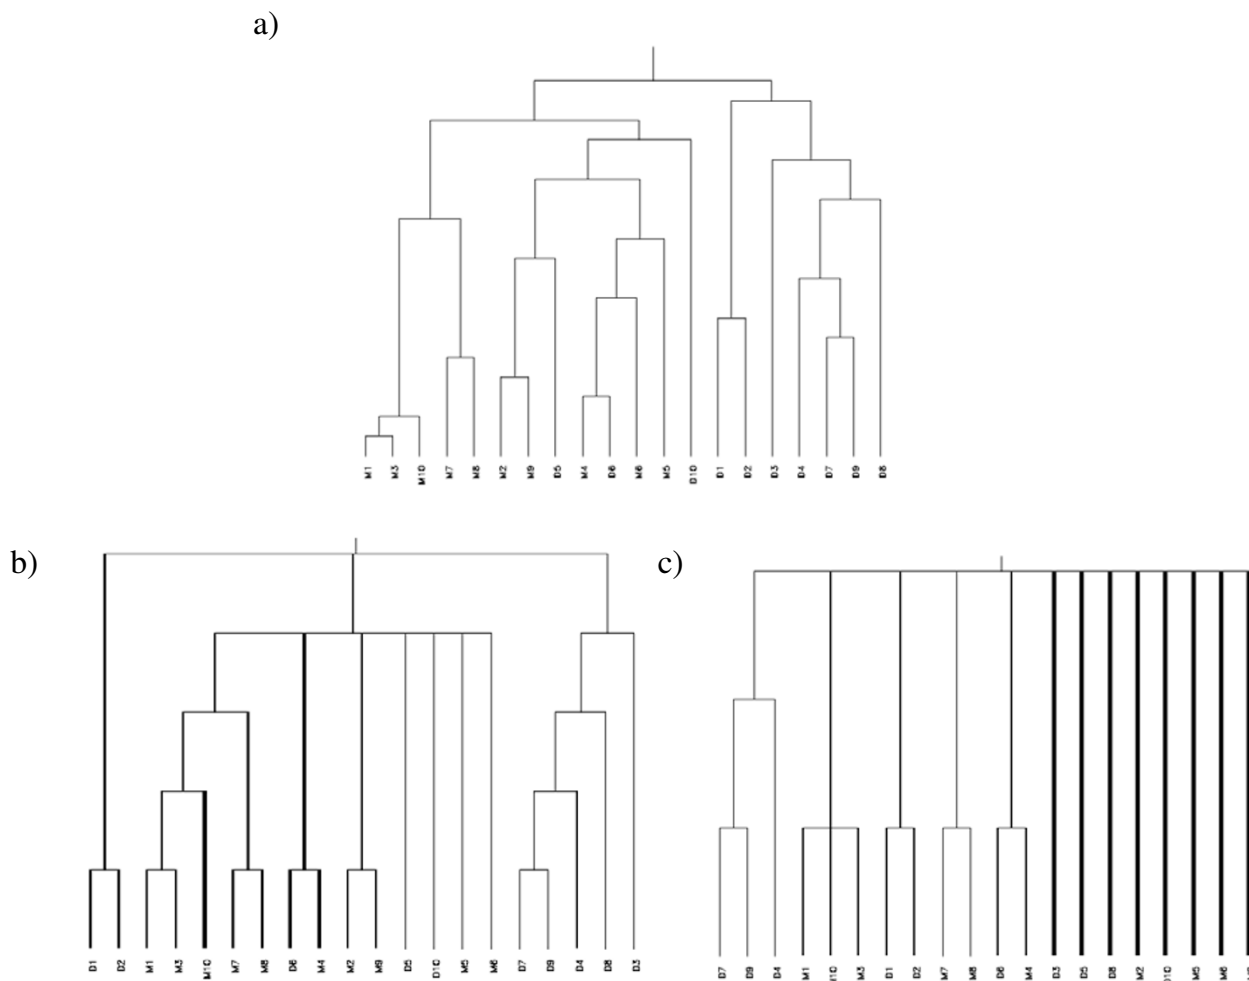 a)
M1 M3 M10 M7 M8 M2 M9 D5 M4 D6 M6 M5 D10 D1 D2 D3 D4 D7 D9 D8
b)
D1 D2 M1 M3 M10 M7 M8 D6 M4 M2 M9 D5 D10 M5 M6 D7 D9 D4 D8 D3
c)
D7 D9 D4 M1 M3 D1 D2 M7 M8 D6 M4 D3 D5 D8 M2 M5 M6